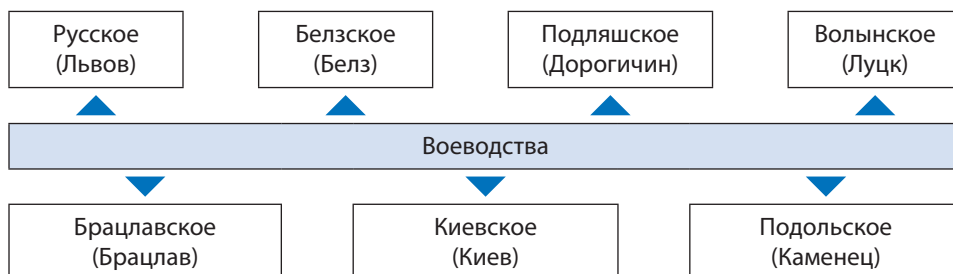 Русское
(Львов)
Белзское
(Белз)
Подляшское
(Дорогичин)
Волынское
(Луцк)
Воеводства
Брацлавское
(Брацлав)
Киевское
(Киев)
Подольское
(Каменец)